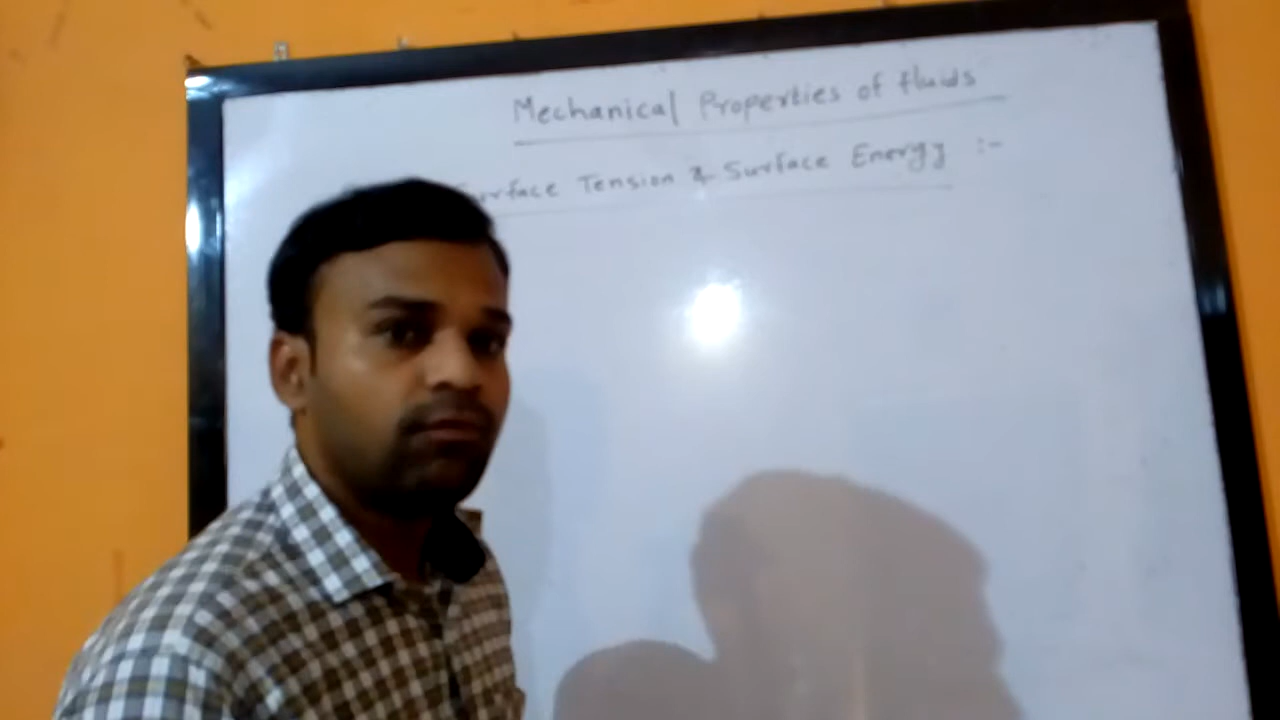 Mechanical Properties of fluids
Surface Tension & Surface Energy :-